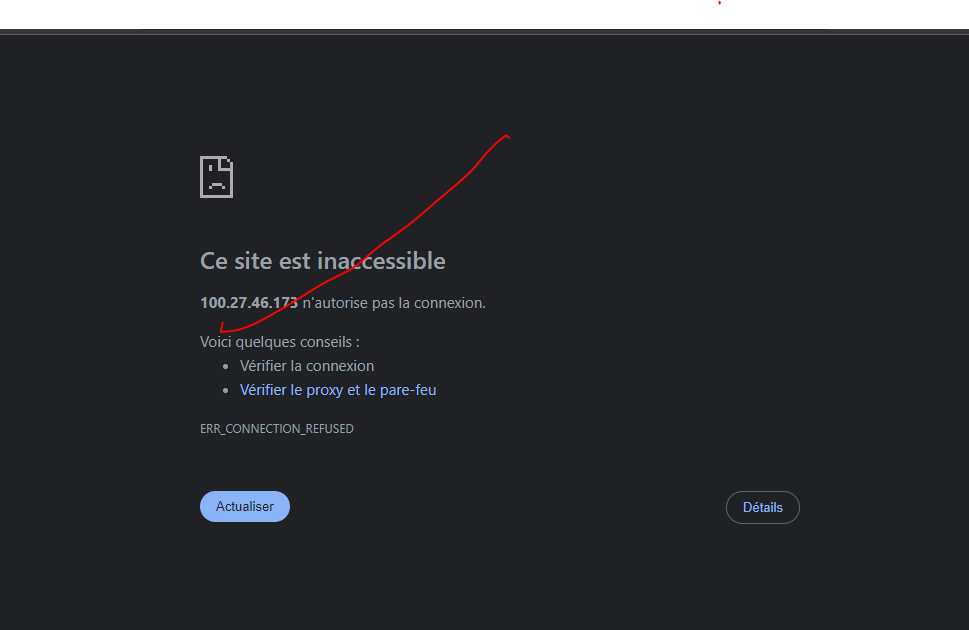 Ce site est inaccessible
100.27.46.173 n'autorise pas la connexion.
Voici quelques conseils :
Vérifier la connexion
Vérifier le proxy et le pare-feu
ERR_CONNECTION_REFUSED
Actualiser
Détails